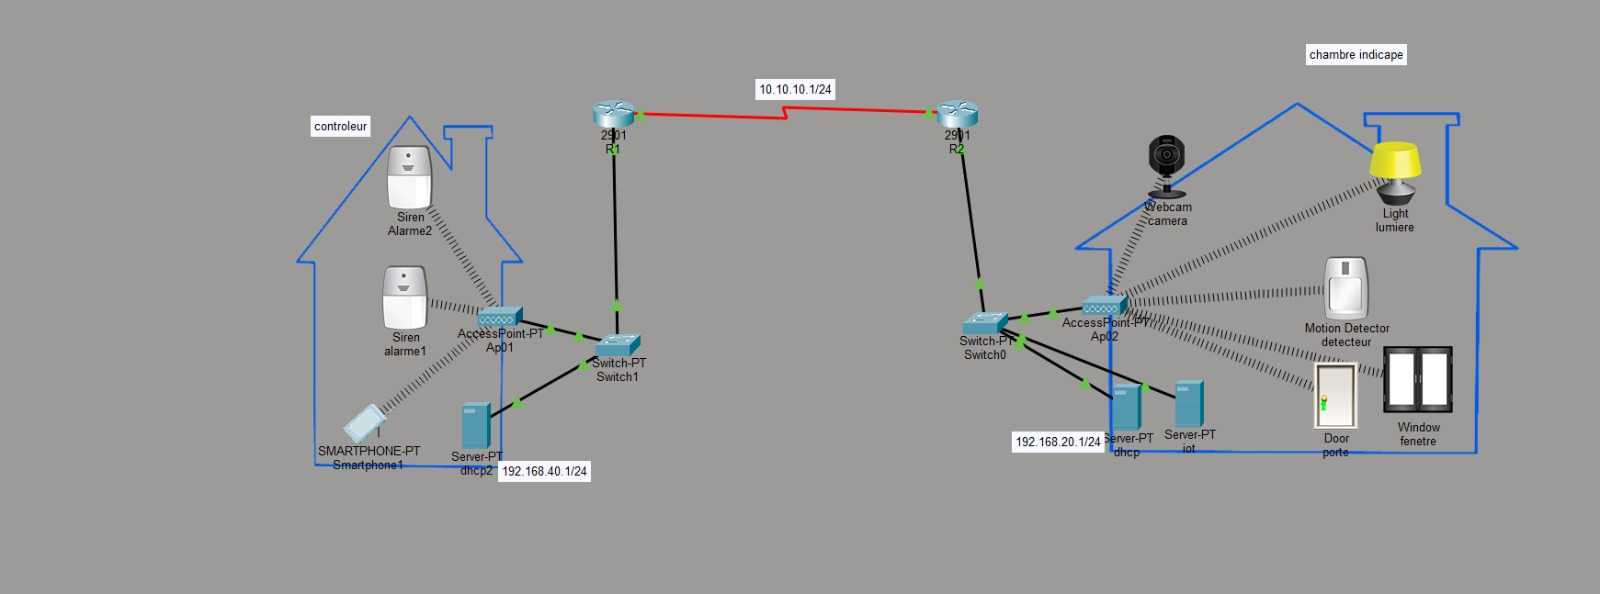 chambre indicape
10.10.10.1/24
controleur
2901
R1
2901
R2
Siren
Alarme2
Webcam
camera
Light
lumiere
Siren
alarme1
AccessPoint-PT
Ap01
Switch-PT
Switch1
AccessPoint-PT
Ap02
Switch-PT
Switch0
Motion Detector
detecteur
SMARTPHONE-PT
Smartphone1
Server-PT
dhcp2
192.168.40.1/24
192.168.20.1/24
Server-PT
dhcp
Server-PT
iot
Door
porte
Window
fenetre